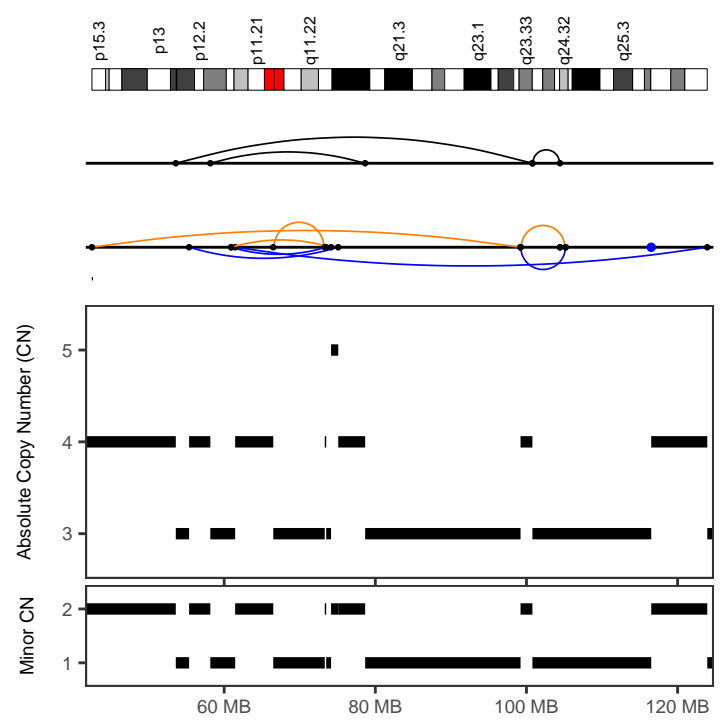 p15.3 p13 p12.2 p11.21 q11.22 q21.3 q23.1 q23.33 q24.32 q25.3
Absolute Copy Number (CN)
5
4
3
Minor CN
2
1
60 MB 80 MB 100 MB 120 MB